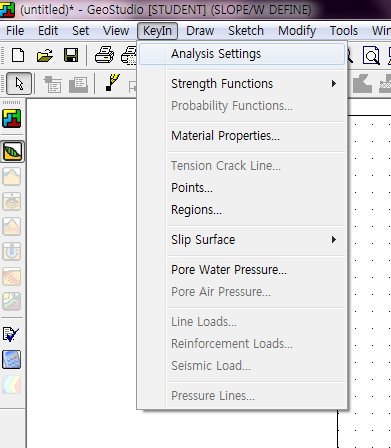 (untitled)* - GeoStudio [STUDENT] (SLOPE/W DEFINE)
File Edit Set View KeyIn Draw Sketch Modify Tools
Analysis Settings
Strength Functions
Probability Functions...
Material Properties...
Tension Crack Line...
Points...
Regions...
Slip Surface
Pore Water Pressure...
Pore Air Pressure...
Line Loads...
Reinforcement Loads...
Seismic Load...
Pressure Lines...